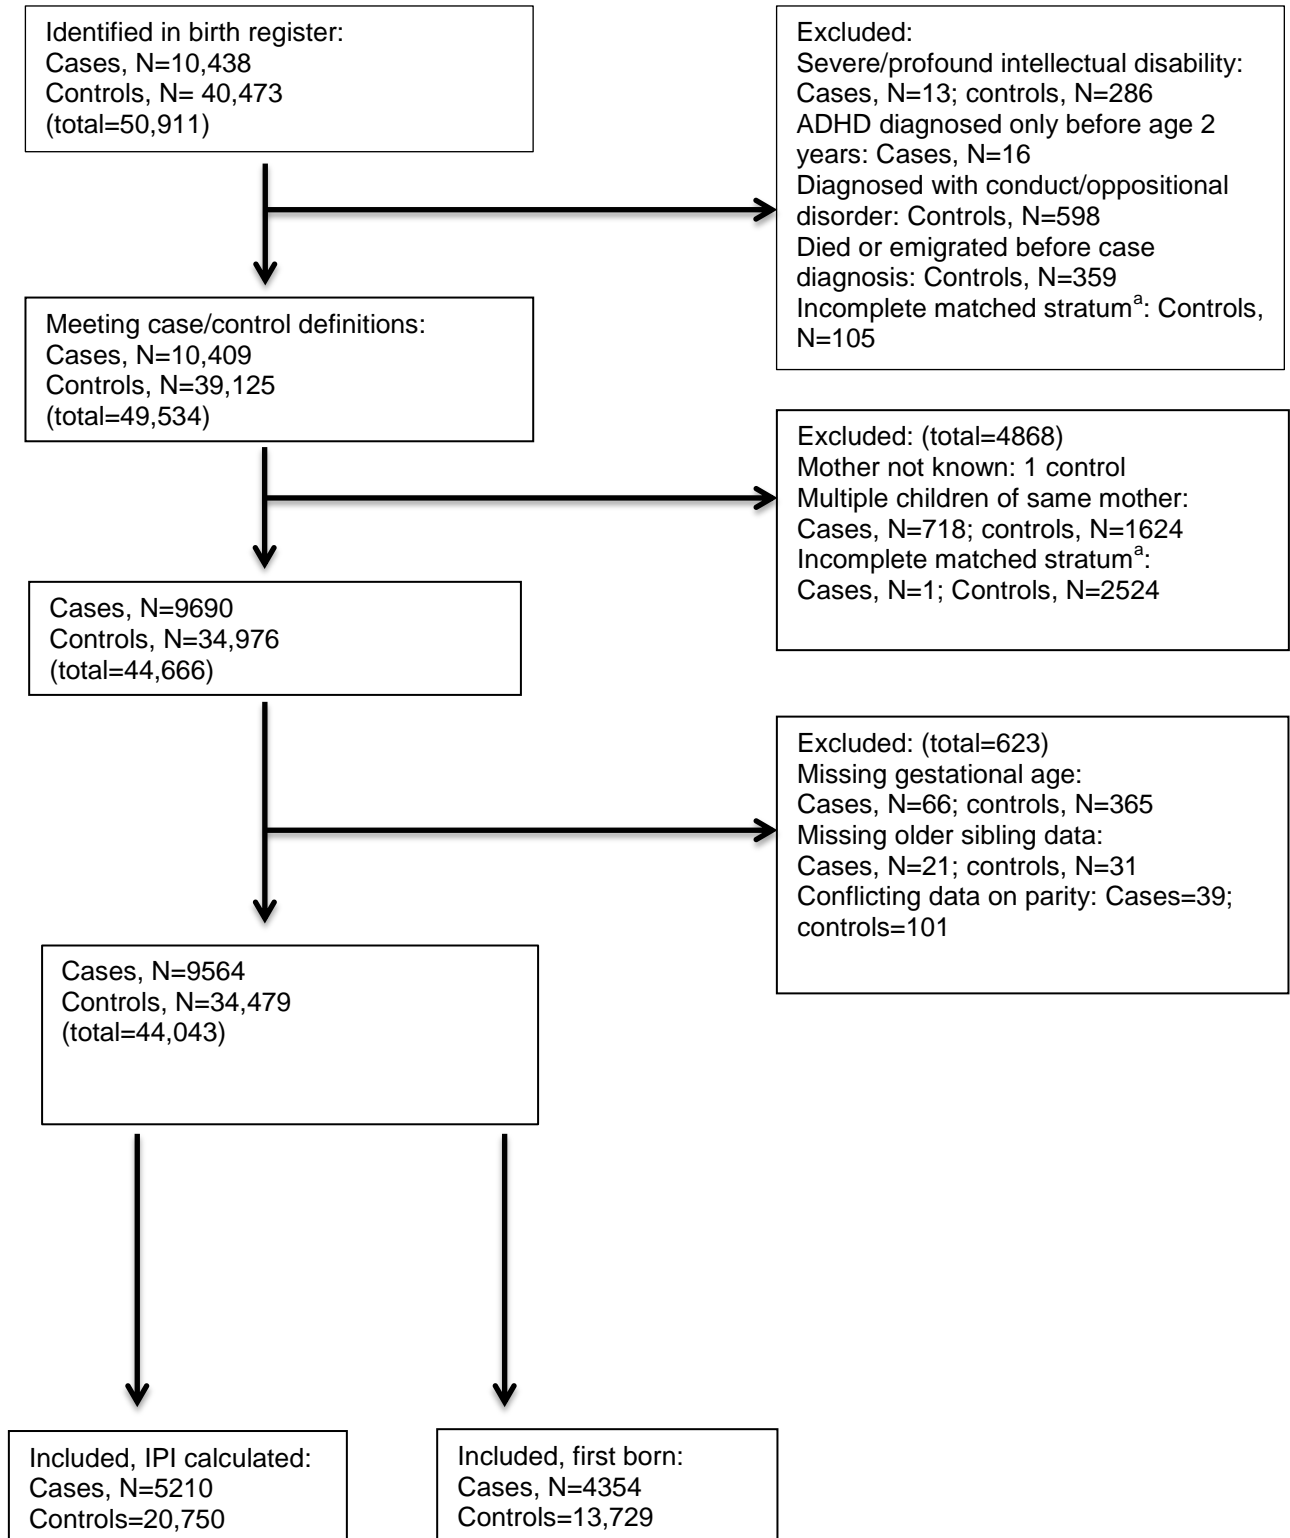 Identified in birth register:
Cases, N=10,438
Controls, N= 40,473
(total=50,911)
Excluded:
Severe/profound intellectual disability:
Cases, N=13; controls, N=286
ADHD diagnosed only before age 2
years: Cases, N=16
Diagnosed with conduct/oppositional
disorder: Controls, N=598
Died or emigrated before case
diagnosis: Controls, N=359
Incomplete matched stratumᵃ: Controls,
N=105
Meeting case/control definitions:
Cases, N=10,409
Controls, N=39,125
(total=49,534)
Excluded: (total=4868)
Mother not known: 1 control
Multiple children of same mother:
Cases, N=718; controls, N=1624
Incomplete matched stratumᵃ:
Cases, N=1; Controls, N=2524
Cases, N=9690
Controls, N=34,976
(total=44,666)
Excluded: (total=623)
Missing gestational age:
Cases, N=66; controls, N=365
Missing older sibling data:
Cases, N=21; controls, N=31
Conflicting data on parity: Cases=39;
controls=101
Cases, N=9564
Controls, N=34,479
(total=44,043)
Included, IPI calculated:
Cases, N=5210
Controls=20,750
Included, first born:
Cases, N=4354
Controls=13,729